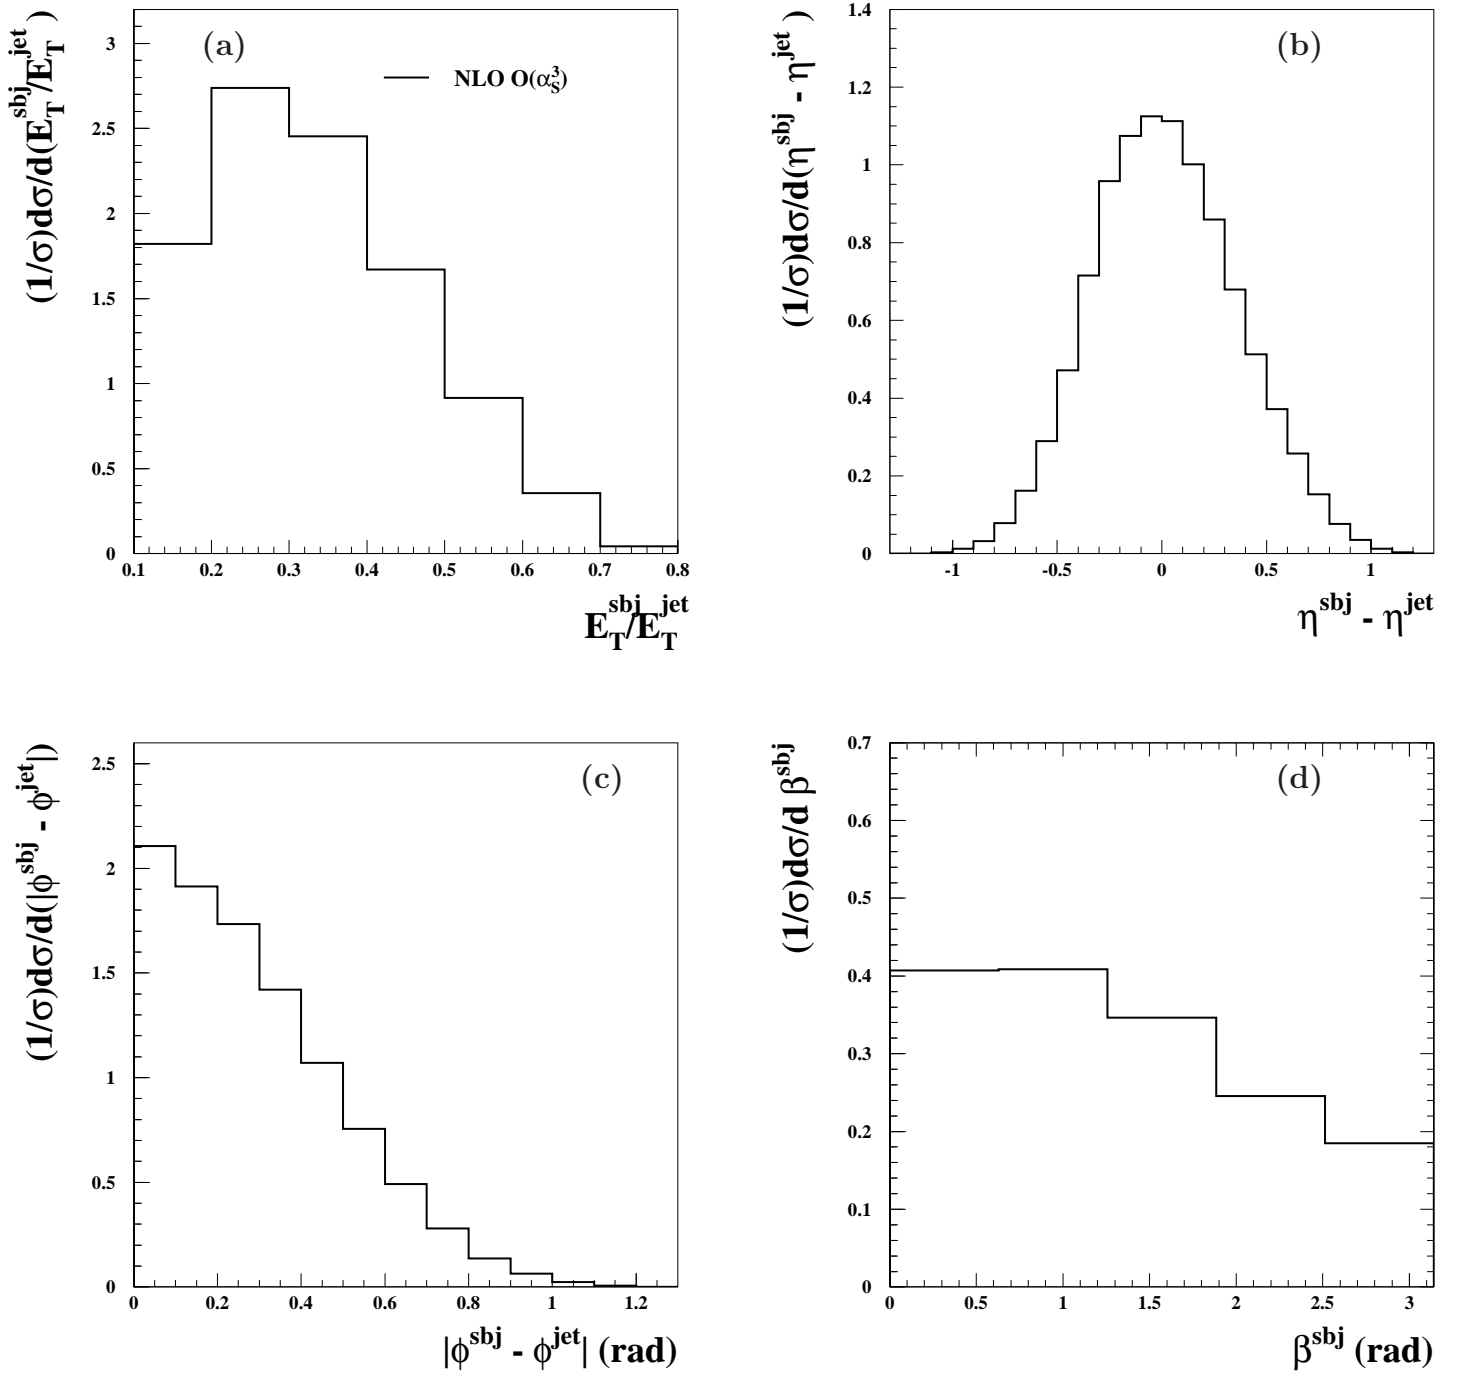 (a)
NLO O(α_S^3)
(1/σ)dσ/d(E_T^sbj/E_T^jet)
3
2.5
2
1.5
1
0.5
0
0.1 0.2 0.3 0.4 0.5 0.6 0.7 0.8
E_T^sbj/E_T^jet
(b)
(1/σ)dσ/d(η^sbj - η^jet)
1.4
1.2
1
0.8
0.6
0.4
0.2
0
-1 -0.5 0 0.5 1
η^sbj - η^jet
(c)
(1/σ)dσ/d(|ϕ^sbj - ϕ^jet|)
2.5
2
1.5
1
0.5
0
0 0.2 0.4 0.6 0.8 1 1.2
|ϕ^sbj - ϕ^jet| (rad)
(d)
(1/σ)dσ/d β^sbj
0.7
0.6
0.5
0.4
0.3
0.2
0.1
0
0 0.5 1 1.5 2 2.5 3
β^sbj (rad)